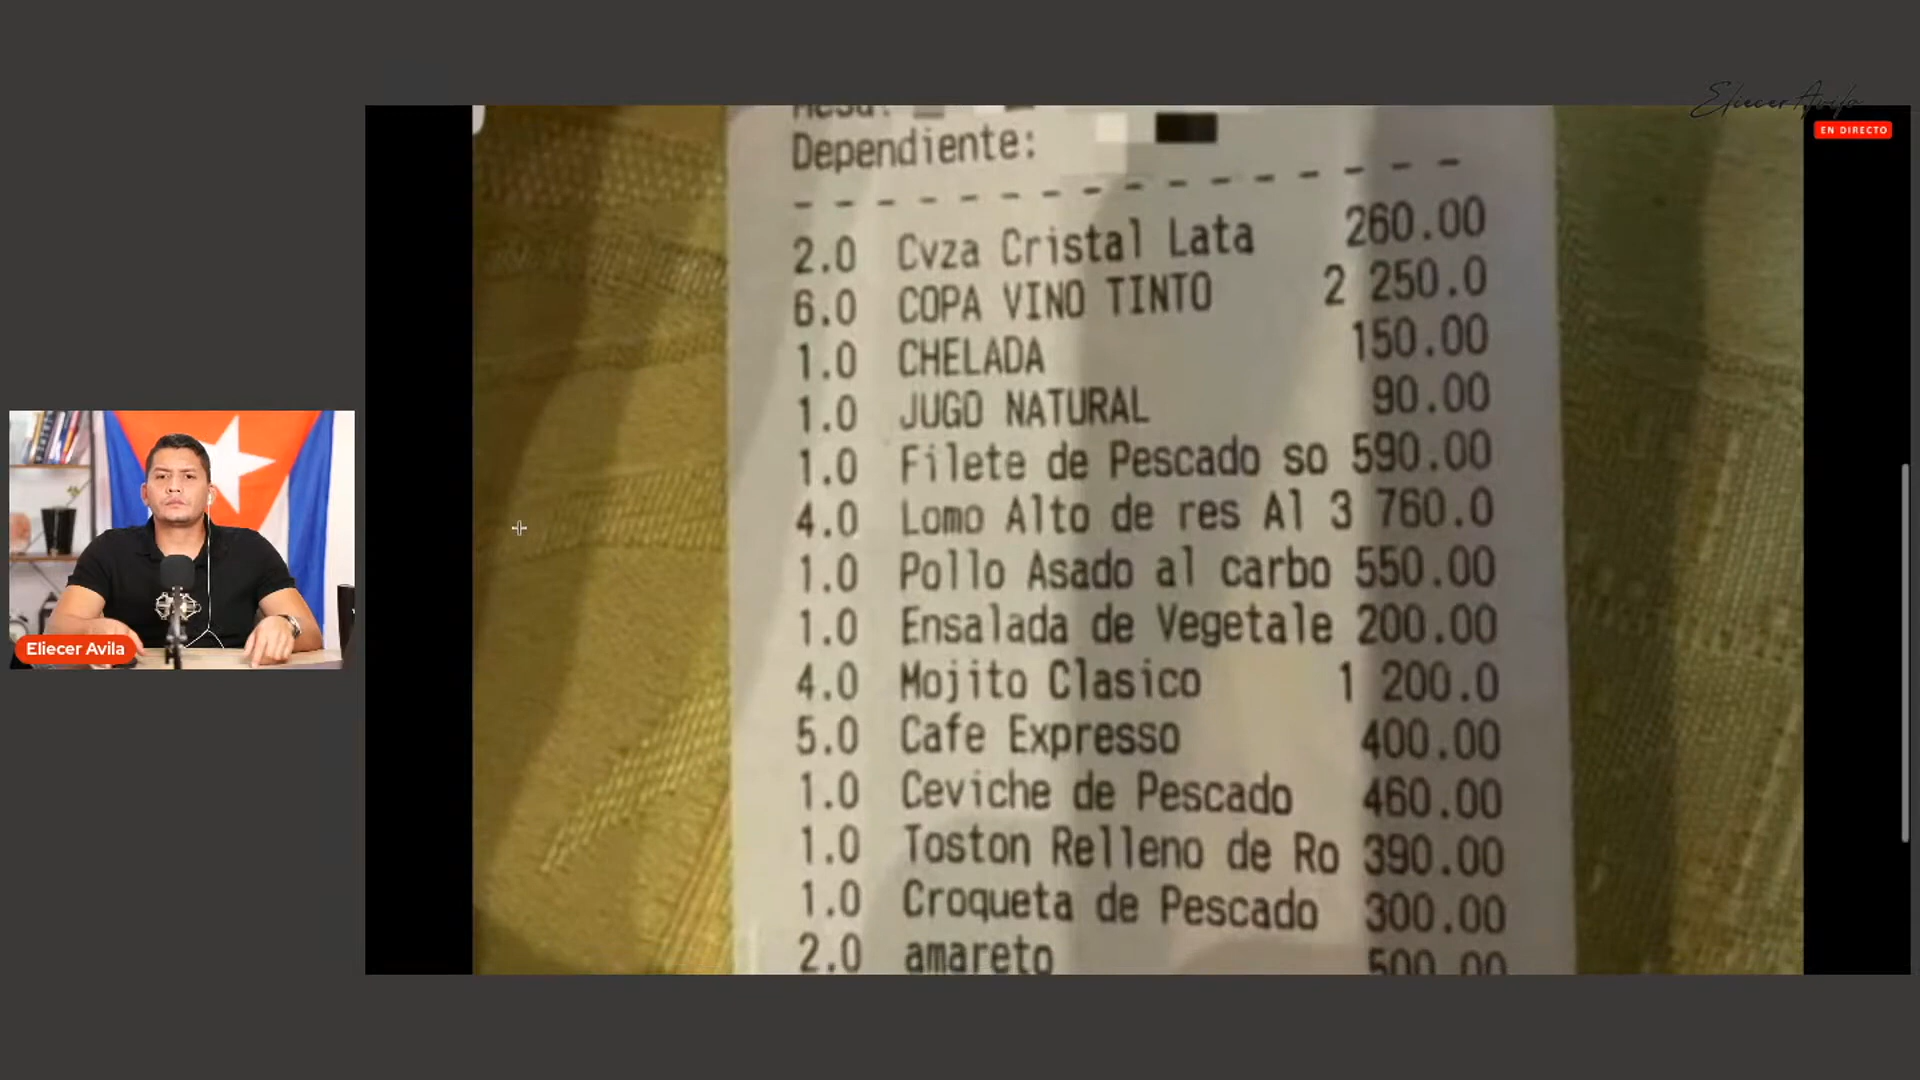 Eliecer Avila
EN DIRECTO
Mesa:
Dependiente:
- - - - - - - - - - - - - - - -
2.0 Cvza Cristal Lata 260.00
6.0 COPA VINO TINTO 2 250.0
1.0 CHELADA 150.00
1.0 JUGO NATURAL 90.00
1.0 Filete de Pescado so 590.00
4.0 Lomo Alto de res Al 3 760.0
1.0 Pollo Asado al carbo 550.00
1.0 Ensalada de Vegetale 200.00
4.0 Mojito Clasico 1 200.0
5.0 Cafe Expresso 400.00
1.0 Ceviche de Pescado 460.00
1.0 Toston Relleno de Ro 390.00
1.0 Croqueta de Pescado 300.00
2.0 amareto 500.00
Eliecer Avila